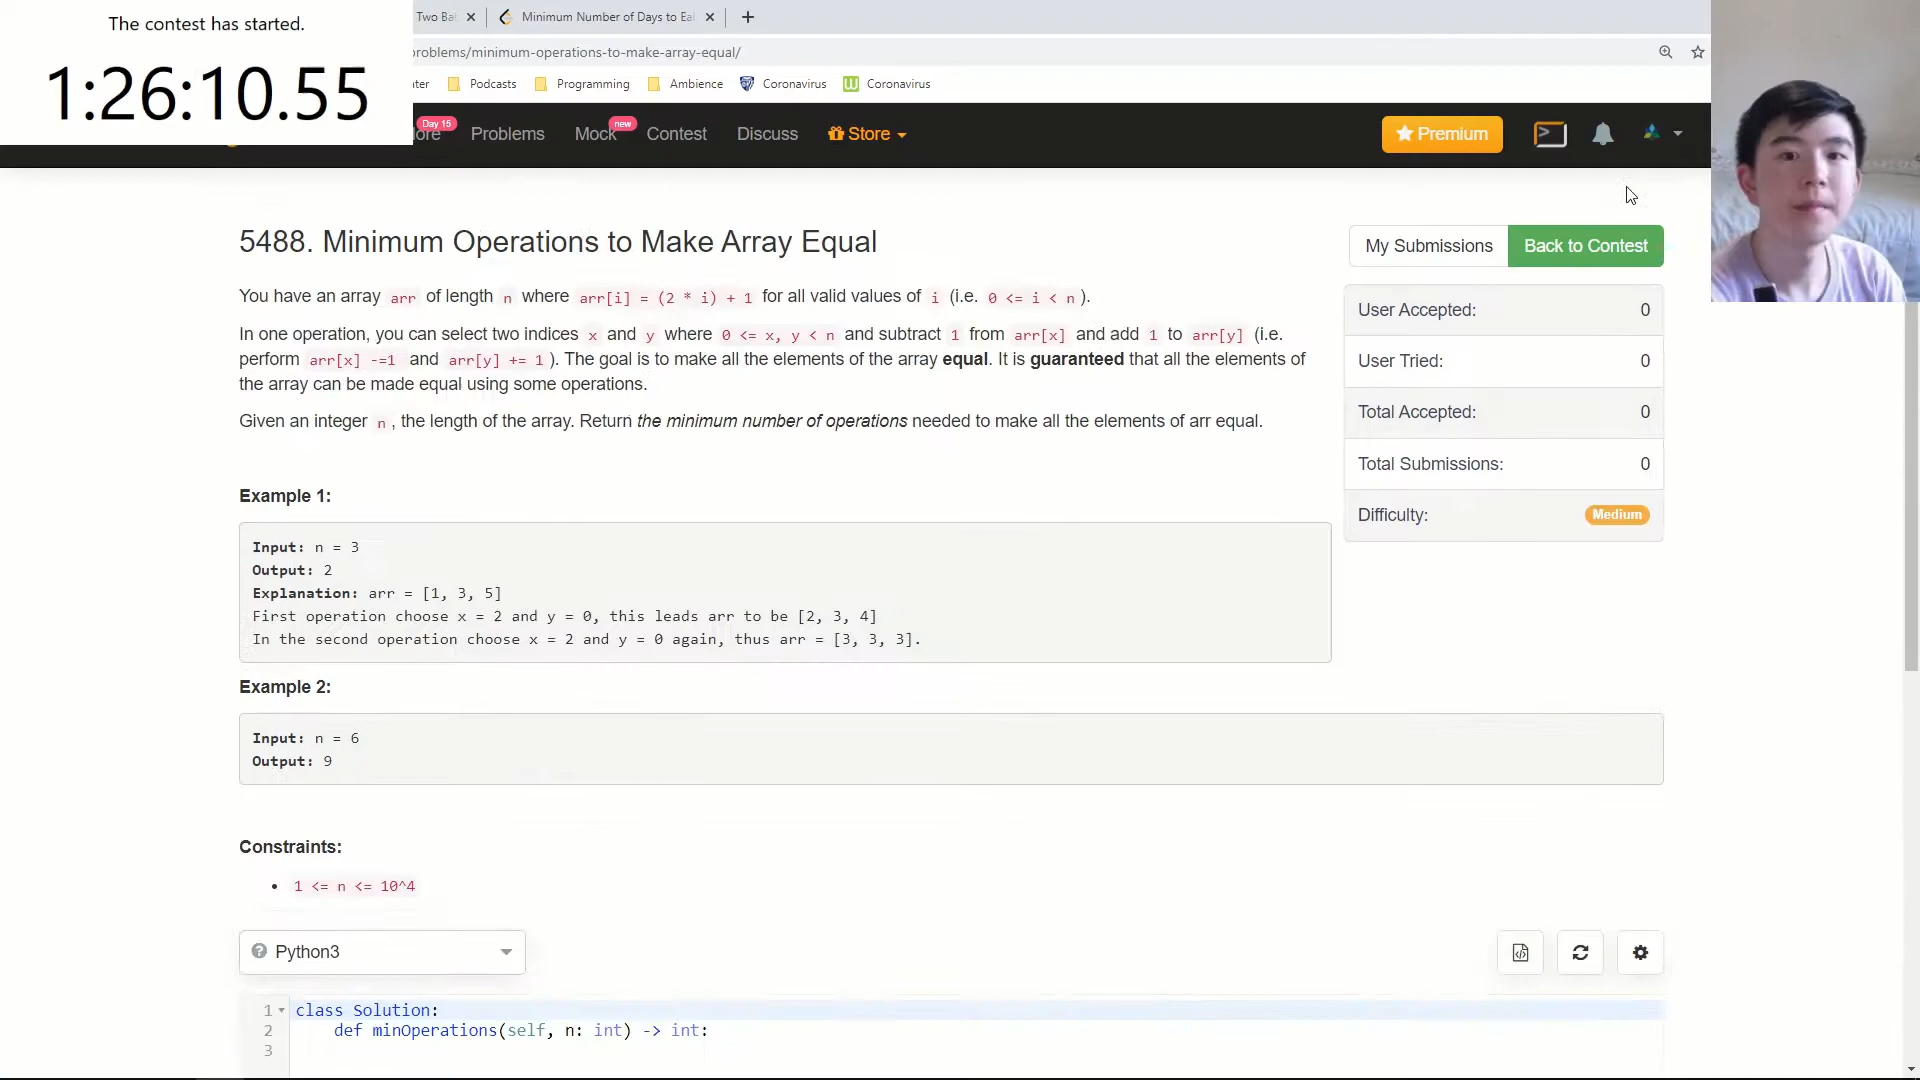 The contest has started.
1:26:10.55
Two Bat
Minimum Number of Days to Eat
problems/minimum-operations-to-make-array-equal/
ter Podcasts Programming Ambience Coronavirus Coronavirus
ore Day 15 Problems Mock new Contest Discuss Store Premium
5488. Minimum Operations to Make Array Equal
My Submissions Back to Contest
You have an array arr of length n where arr[i] = (2 * i) + 1 for all valid values of i (i.e. 0 <= i < n ).
In one operation, you can select two indices x and y where 0 <= x, y < n and subtract 1 from arr[x] and add 1 to arr[y] (i.e.
perform arr[x] -=1 and arr[y] += 1 ). The goal is to make all the elements of the array equal. It is guaranteed that all the elements of
the array can be made equal using some operations.
Given an integer n , the length of the array. Return the minimum number of operations needed to make all the elements of arr equal.
User Accepted: 0
User Tried: 0
Total Accepted: 0
Total Submissions: 0
Difficulty: Medium
Example 1:
Input: n = 3
Output: 2
Explanation: arr = [1, 3, 5]
First operation choose x = 2 and y = 0, this leads arr to be [2, 3, 4]
In the second operation choose x = 2 and y = 0 again, thus arr = [3, 3, 3].
Example 2:
Input: n = 6
Output: 9
Constraints:
• 1 <= n <= 10^4
Python3
1 class Solution:
2 def minOperations(self, n: int) -> int:
3